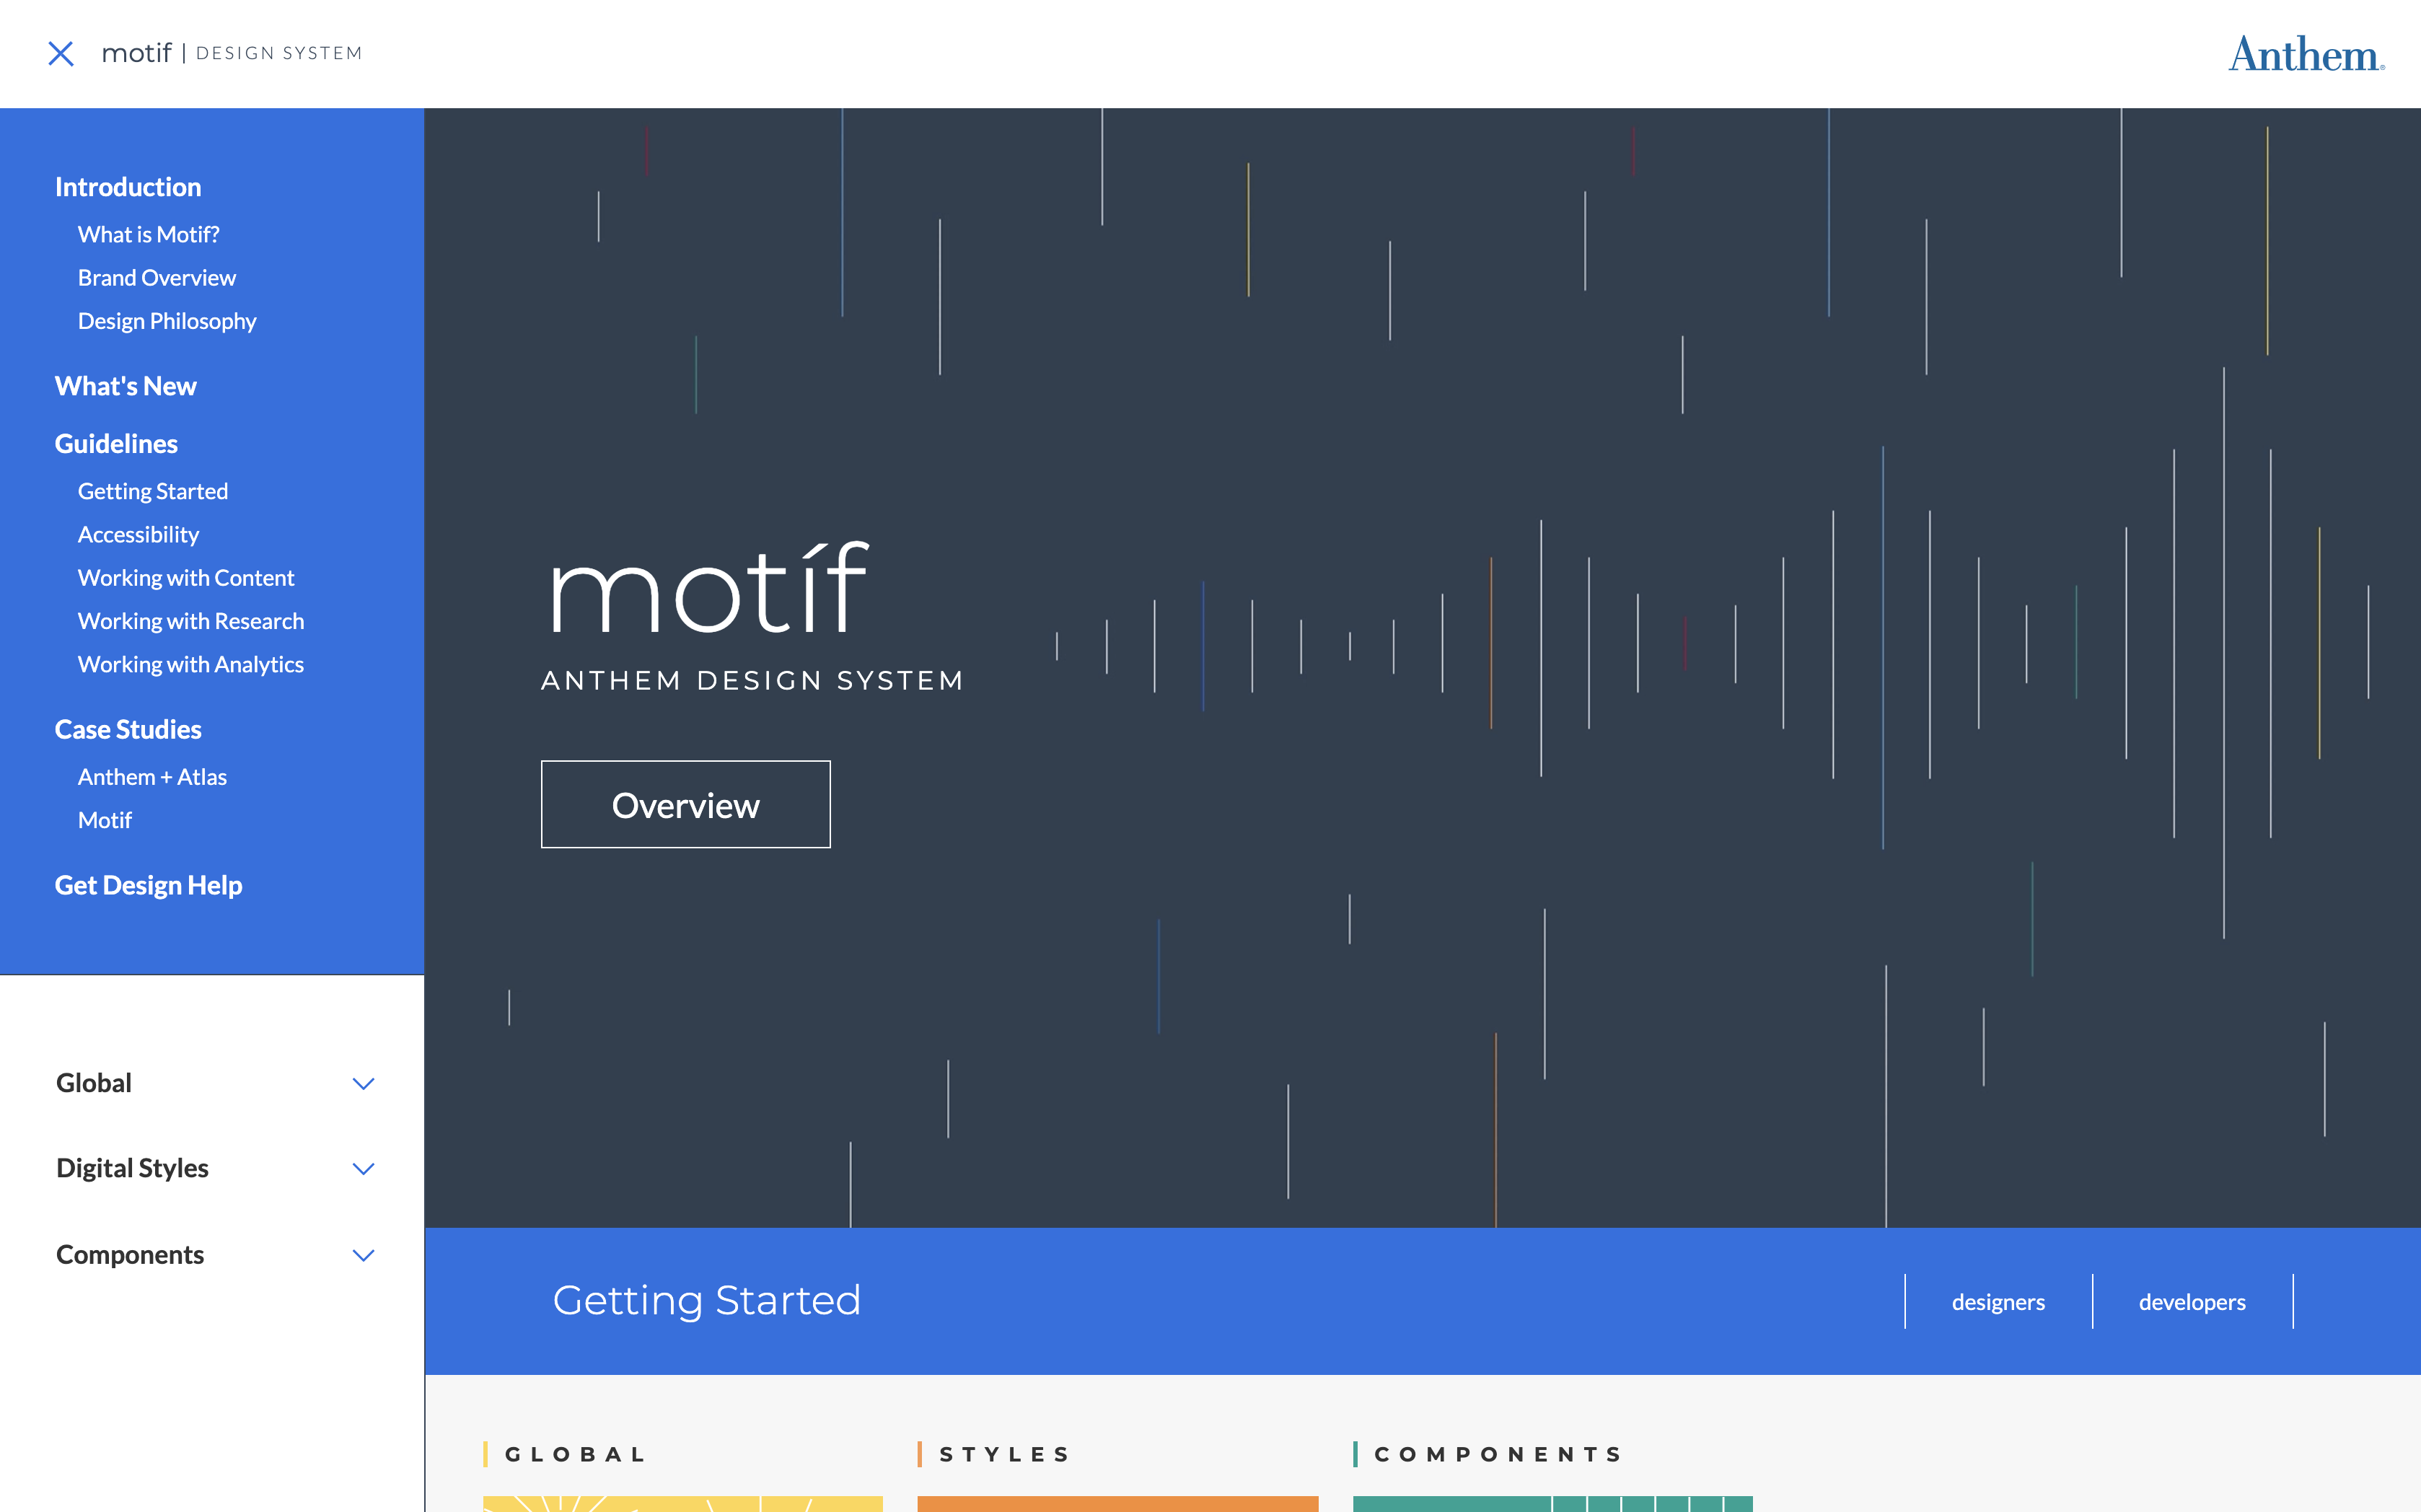 motif | DESIGN SYSTEM
Anthem®
Introduction
What is Motif?
Brand Overview
Design Philosophy
What's New
Guidelines
Getting Started
Accessibility
Working with Content
Working with Research
Working with Analytics
Case Studies
Anthem + Atlas
Motif
Get Design Help
Global
Digital Styles
Components
motíf
ANTHEM DESIGN SYSTEM
Overview
Getting Started
designers
developers
GLOBAL
STYLES
COMPONENTS